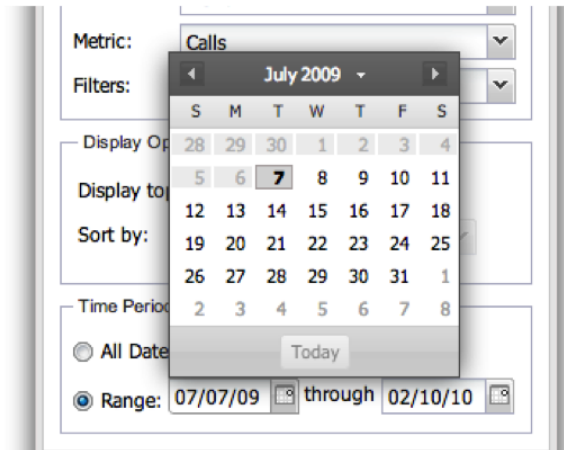 Metric: Calls
July 2009
Filters:
S M T W T F S
28 29 30 1 2 3 4
5 6 7 8 9 10 11
12 13 14 15 16 17 18
19 20 21 22 23 24 25
26 27 28 29 30 31 1
2 3 4 5 6 7 8
Today
Display Op
Display to
Sort by:
Time Period
All Date
Range: 07/07/09 through 02/10/10